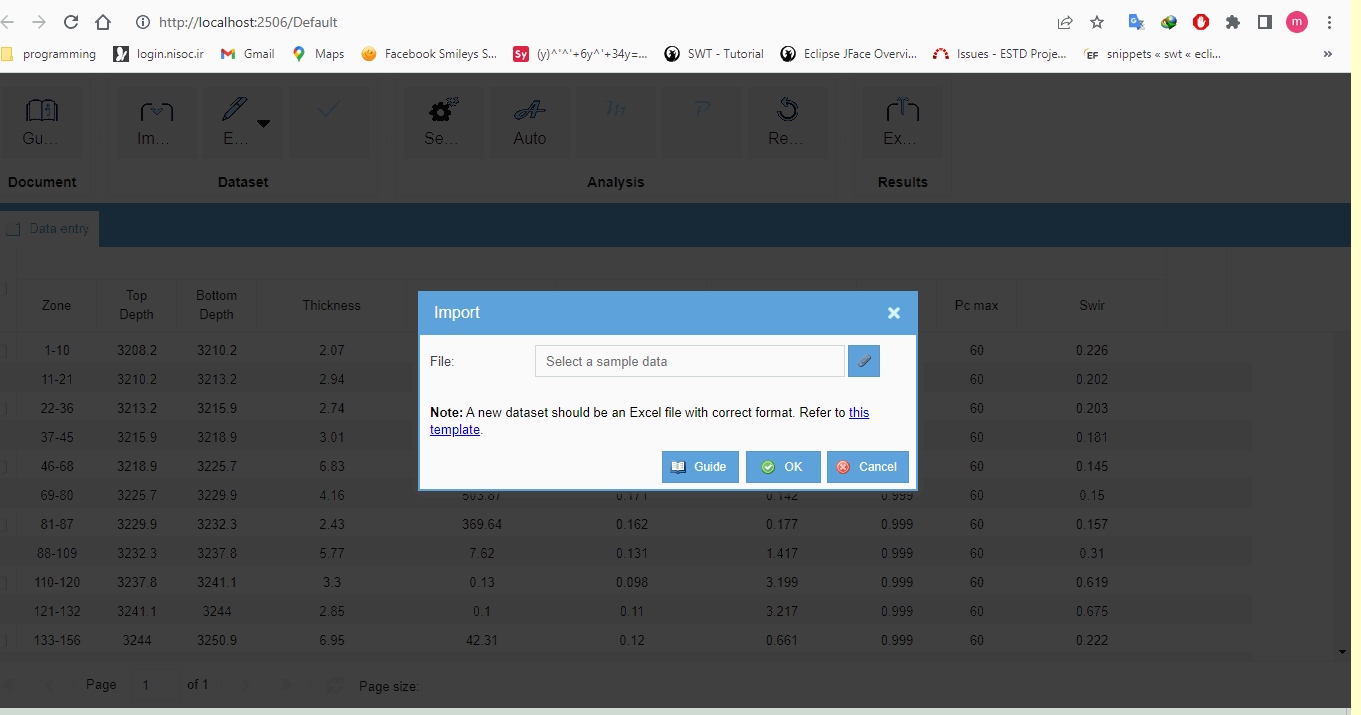 http://localhost:2506/Default
m
programming login.nisoc.ir Gmail Maps Facebook Smileys S... Sy (y)^'^'+6y^'+34y=... SWT - Tutorial Eclipse JFace Overvi... Issues - ESTD Proje... EF snippets « swt « ecli... »
Gu... Im... E... Se... Auto Re... Ex...
Document Dataset Analysis Results
Data entry
Zone Top Depth Bottom Depth Thickness Pc max Swir
Import
File: Select a sample data
Note: A new dataset should be an Excel file with correct format. Refer to this
template.
Guide OK Cancel
1-10 3208.2 3210.2 2.07 60 0.226
11-21 3210.2 3213.2 2.94 60 0.202
22-36 3213.2 3215.9 2.74 60 0.203
37-45 3215.9 3218.9 3.01 60 0.181
46-68 3218.9 3225.7 6.83 60 0.145
69-80 3225.7 3229.9 4.16 503.87 0.171 0.142 0.999 60 0.15
81-87 3229.9 3232.3 2.43 369.64 0.162 0.177 0.999 60 0.157
88-109 3232.3 3237.8 5.77 7.62 0.131 1.417 0.999 60 0.31
110-120 3237.8 3241.1 3.3 0.13 0.098 3.199 0.999 60 0.619
121-132 3241.1 3244 2.85 0.1 0.11 3.217 0.999 60 0.675
133-156 3244 3250.9 6.95 42.31 0.12 0.661 0.999 60 0.222
Page 1 of 1 Page size: